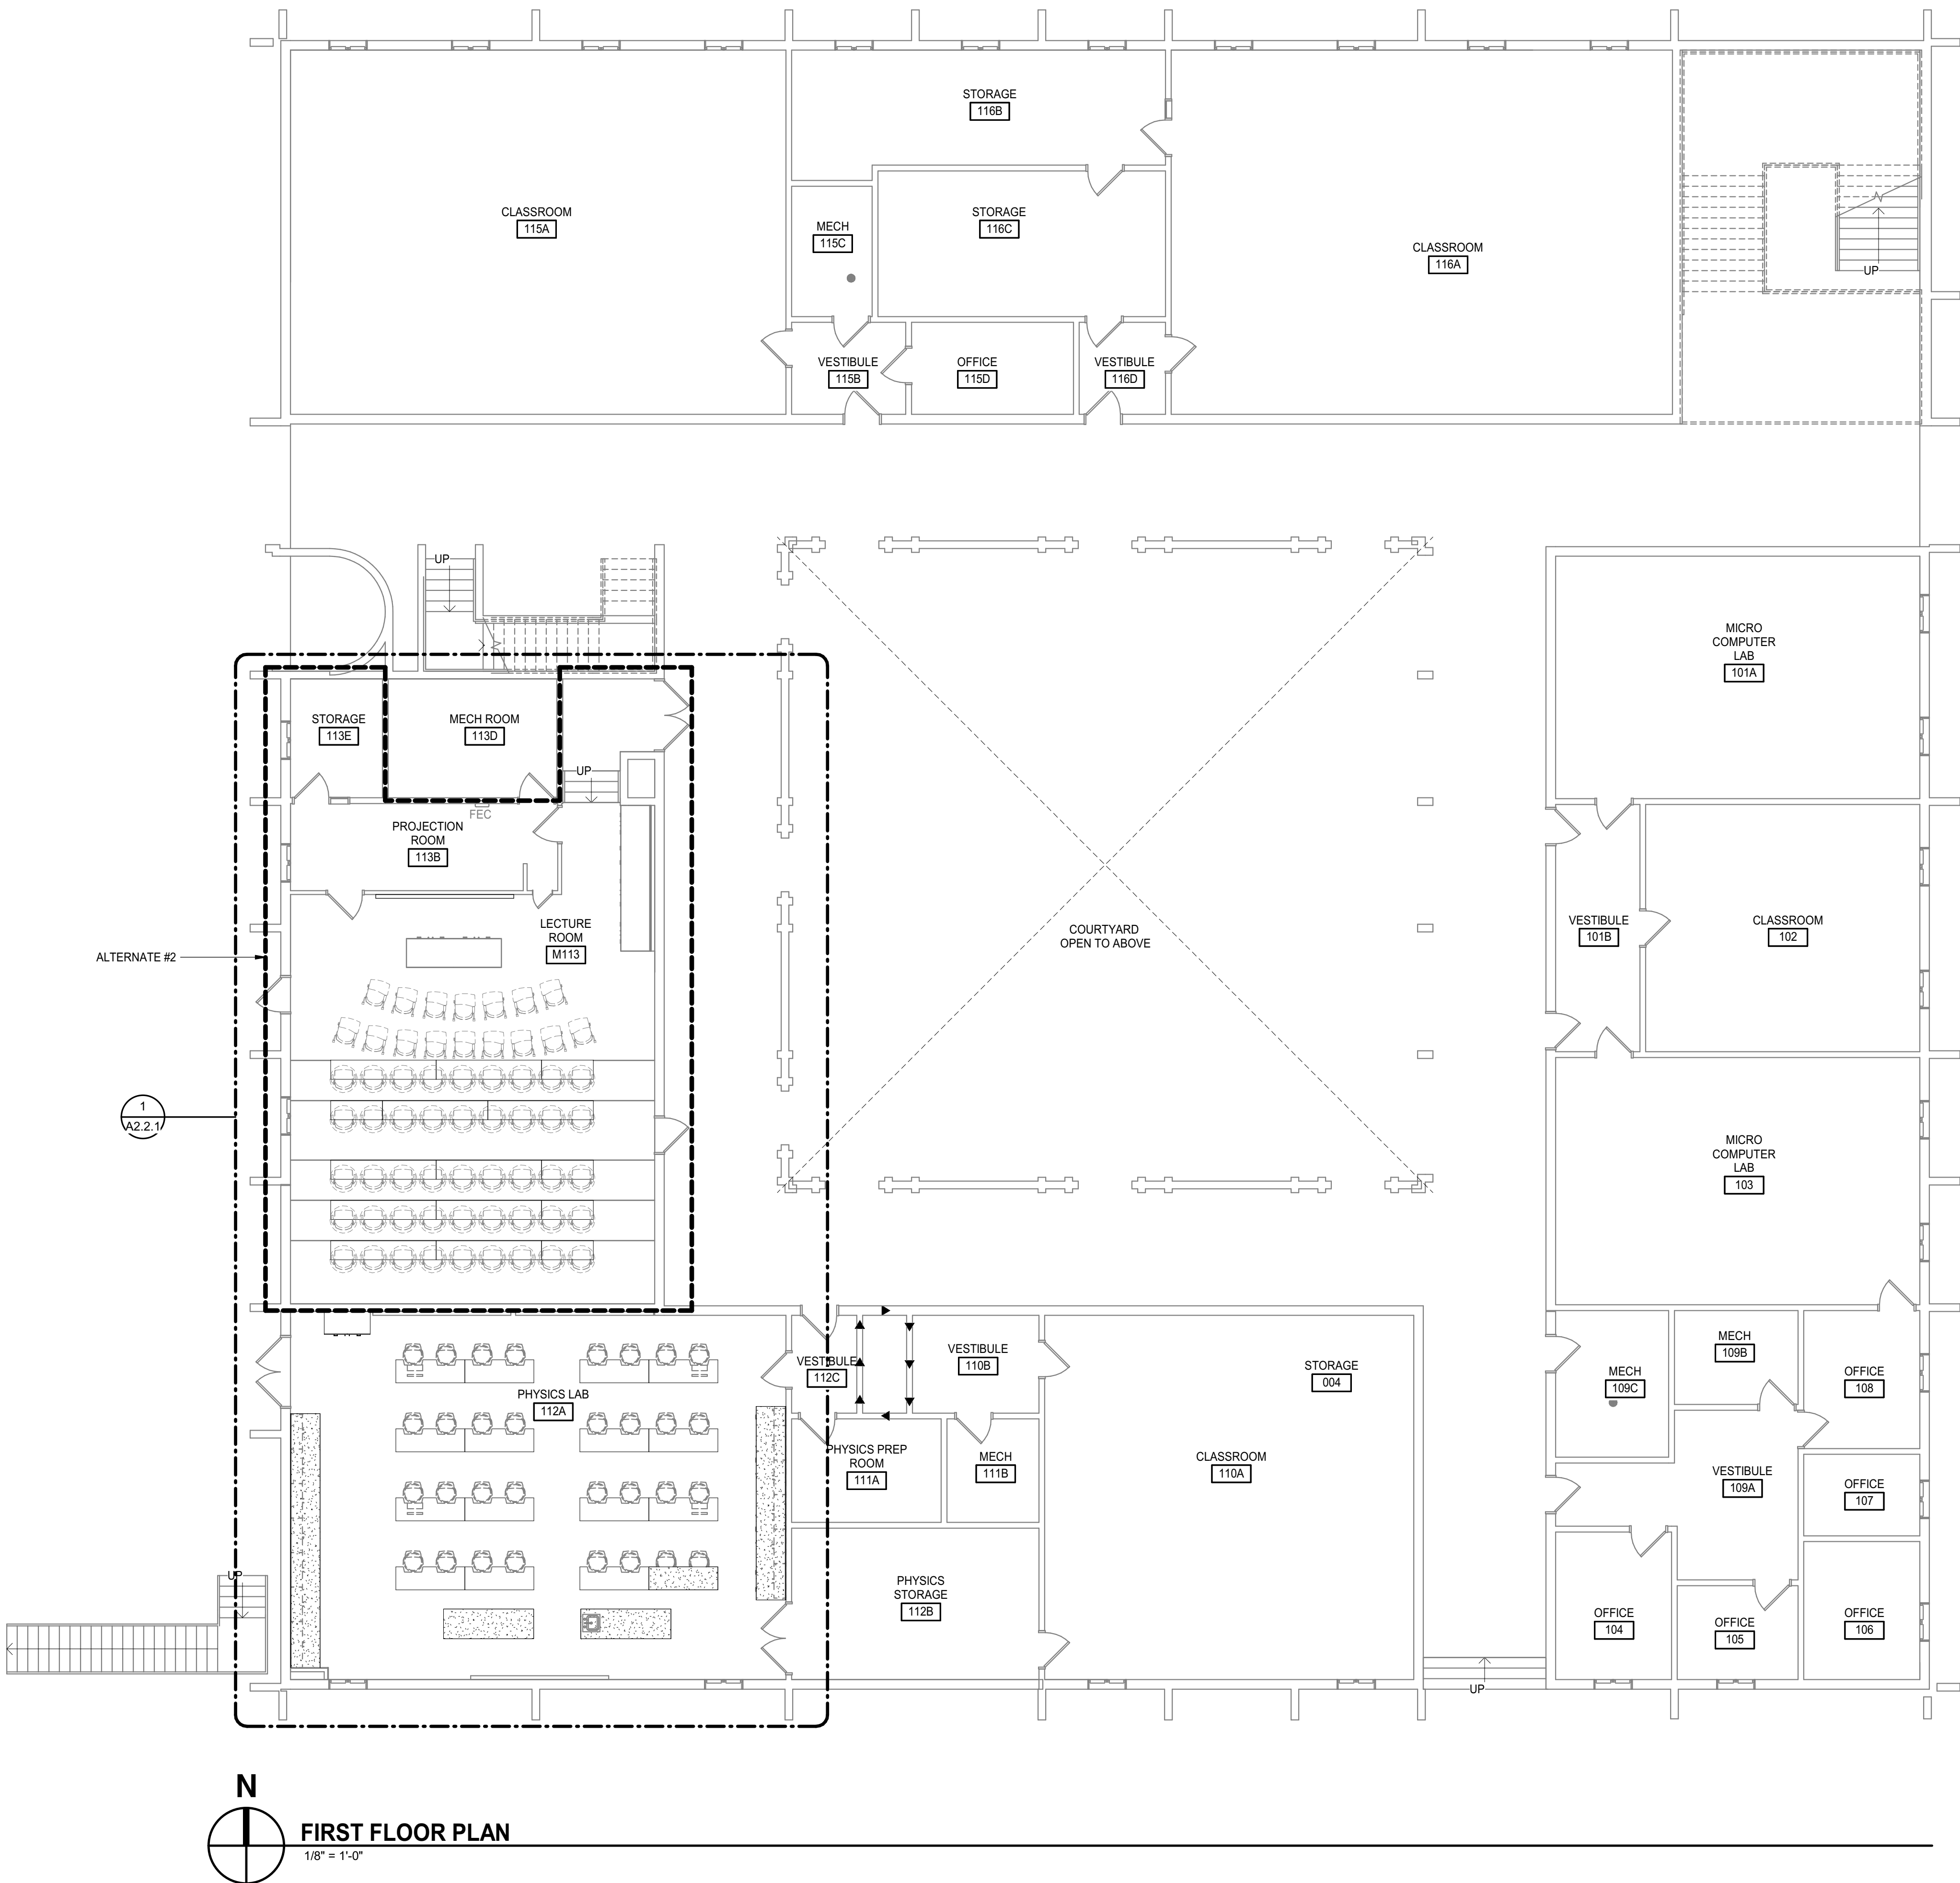 STORAGE
116B
CLASSROOM
115A
MECH
115C
STORAGE
116C
CLASSROOM
116A
UP
VESTIBULE
115B
OFFICE
115D
VESTIBULE
116D
UP
MICRO
COMPUTER
LAB
101A
STORAGE
113E
MECH ROOM
113D
UP
FEC
PROJECTION
ROOM
113B
LECTURE
ROOM
M113
COURTYARD
OPEN TO ABOVE
VESTIBULE
101B
CLASSROOM
102
ALTERNATE #2
1
A2.2.1
MICRO
COMPUTER
LAB
103
VESTIBULE
112C
VESTIBULE
110B
STORAGE
004
MECH
109B
MECH
109C
OFFICE
108
PHYSICS LAB
112A
PHYSICS PREP
ROOM
111A
MECH
111B
CLASSROOM
110A
VESTIBULE
109A
OFFICE
107
UP
PHYSICS
STORAGE
112B
OFFICE
104
OFFICE
105
OFFICE
106
UP
N
FIRST FLOOR PLAN
1/8" = 1'-0"